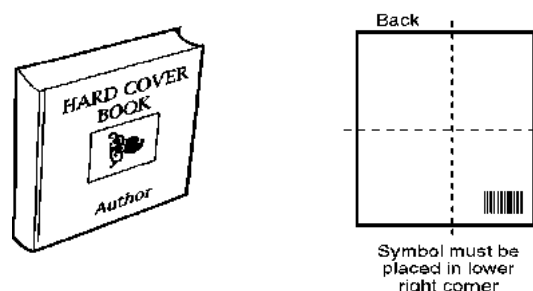 HARD COVER
BOOK
Author
Back
Symbol must be
placed in lower
right corner